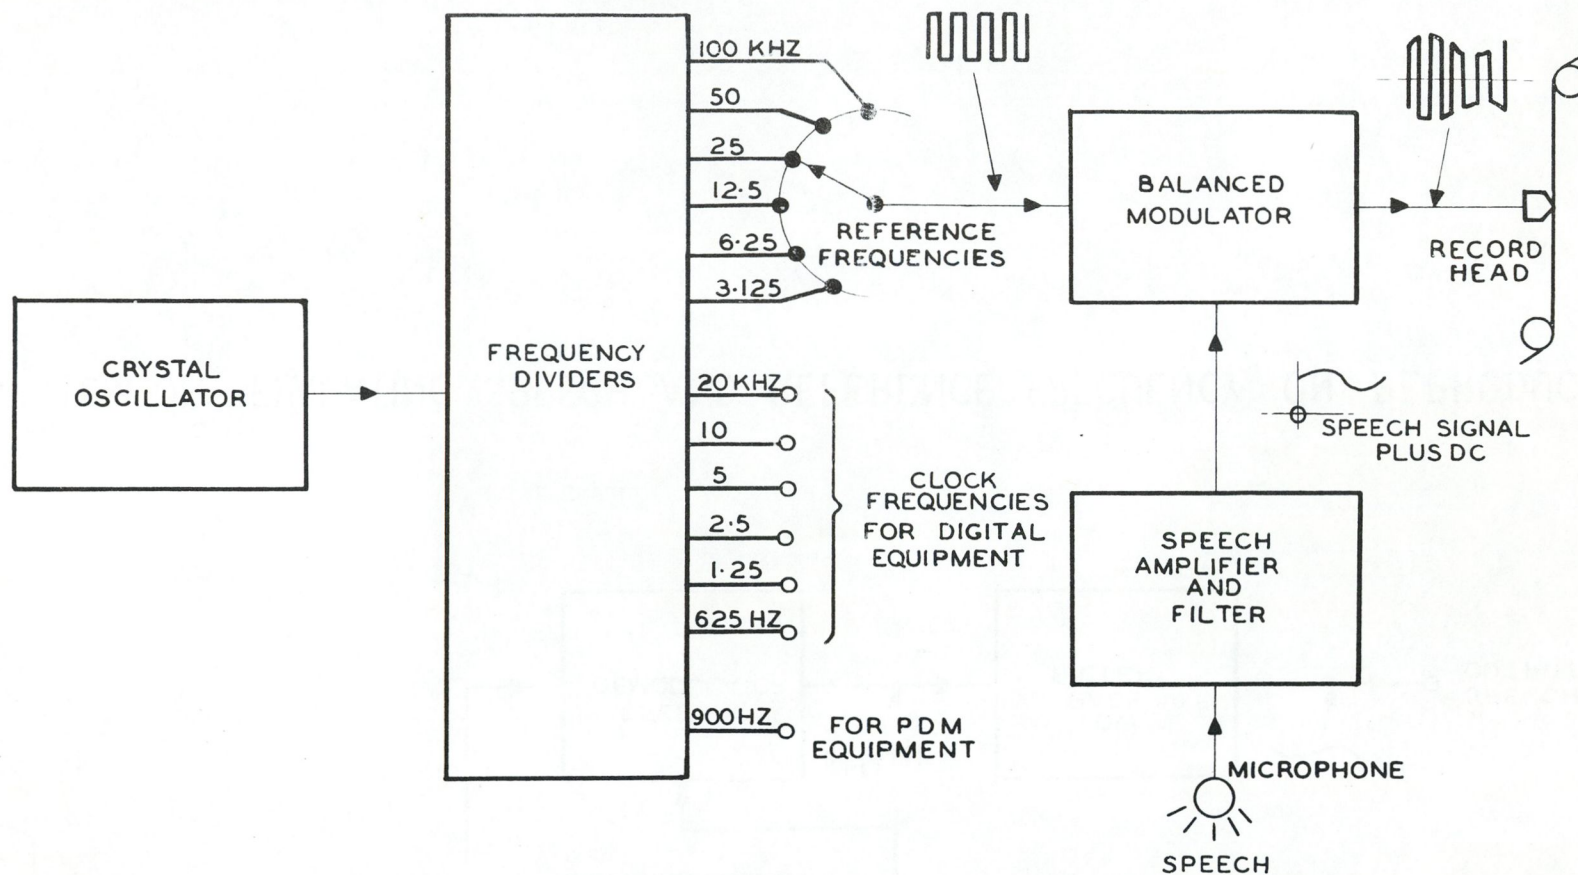 100 KHZ
50
25
12·5
6·25
3·125
REFERENCE
FREQUENCIES
BALANCED
MODULATOR
RECORD
HEAD
CRYSTAL
OSCILLATOR
FREQUENCY
DIVIDERS
20 KHZ
10
5
2·5
1·25
625 HZ
CLOCK
FREQUENCIES
FOR DIGITAL
EQUIPMENT
SPEECH SIGNAL
PLUS DC
SPEECH
AMPLIFIER
AND
FILTER
900 HZ
FOR PDM
EQUIPMENT
MICROPHONE
SPEECH